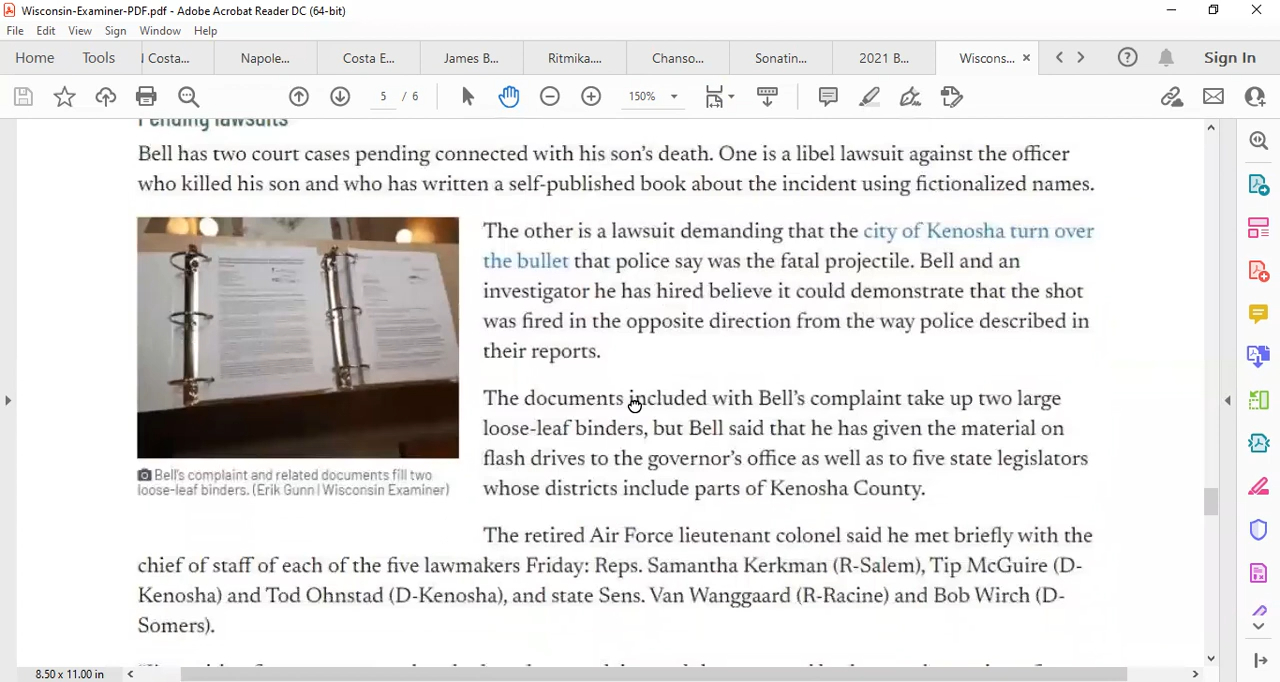 Wisconsin-Examiner-PDF.pdf - Adobe Acrobat Reader DC (64-bit)
File Edit View Sign Window Help
Home Tools l Costa... Napole... Costa E... James B... Ritmika.... Chanso... Sonatin... 2021 B... Wiscons... Sign In
5 / 6 150%
Pending lawsuits
Bell has two court cases pending connected with his son's death. One is a libel lawsuit against the officer
who killed his son and who has written a self-published book about the incident using fictionalized names.
The other is a lawsuit demanding that the city of Kenosha turn over
the bullet that police say was the fatal projectile. Bell and an
investigator he has hired believe it could demonstrate that the shot
was fired in the opposite direction from the way police described in
their reports.
The documents included with Bell's complaint take up two large
loose-leaf binders, but Bell said that he has given the material on
flash drives to the governor's office as well as to five state legislators
whose districts include parts of Kenosha County.
Bell's complaint and related documents fill two
loose-leaf binders. (Erik Gunn | Wisconsin Examiner)
The retired Air Force lieutenant colonel said he met briefly with the
chief of staff of each of the five lawmakers Friday: Reps. Samantha Kerkman (R-Salem), Tip McGuire (D-
Kenosha) and Tod Ohnstad (D-Kenosha), and state Sens. Van Wanggaard (R-Racine) and Bob Wirch (D-
Somers).
8.50 x 11.00 in